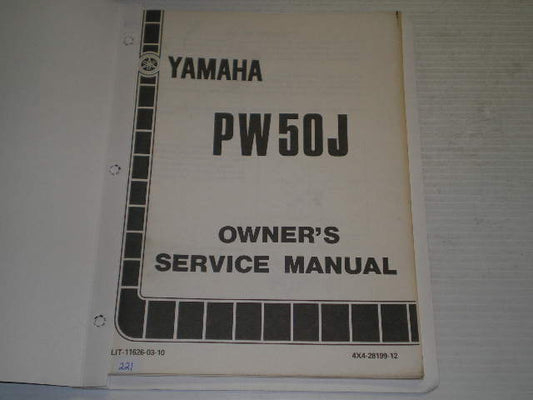 YAMAHA
PW50J
OWNER'S
SERVICE MANUAL
LIT-11626-03-10
4X4-28199-12
221